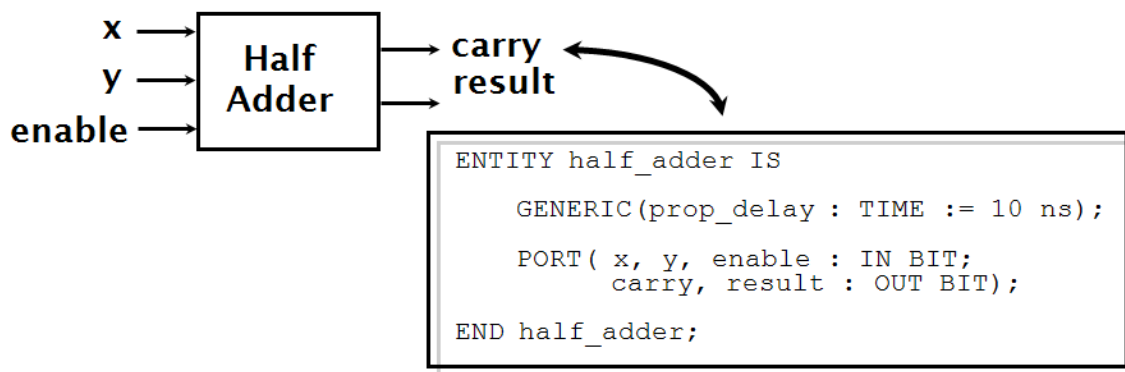 x
y
enable
Half
Adder
carry
result
ENTITY half_adder IS
GENERIC(prop_delay : TIME := 10 ns);
PORT( x, y, enable : IN BIT;
carry, result : OUT BIT);
END half_adder;